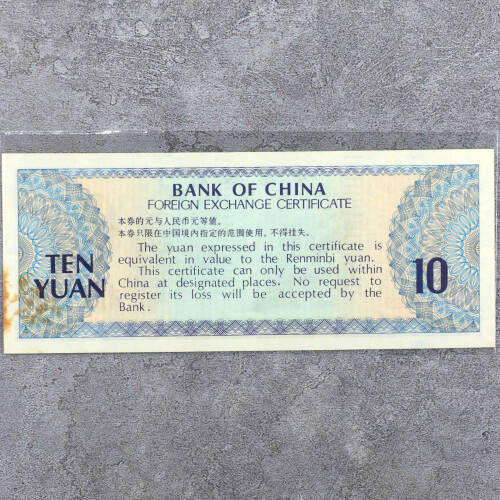 BANK OF CHINA
FOREIGN EXCHANGE CERTIFICATE
本券的元与人民币元等值。
本券只限在中国境内指定的范围使用，不得挂失。
The yuan expressed in this certificate is
equivalent in value to the Renminbi yuan.
This certificate can only be used within
China at designated places. No request to
register its loss will be accepted by the
Bank.
TEN
YUAN
10